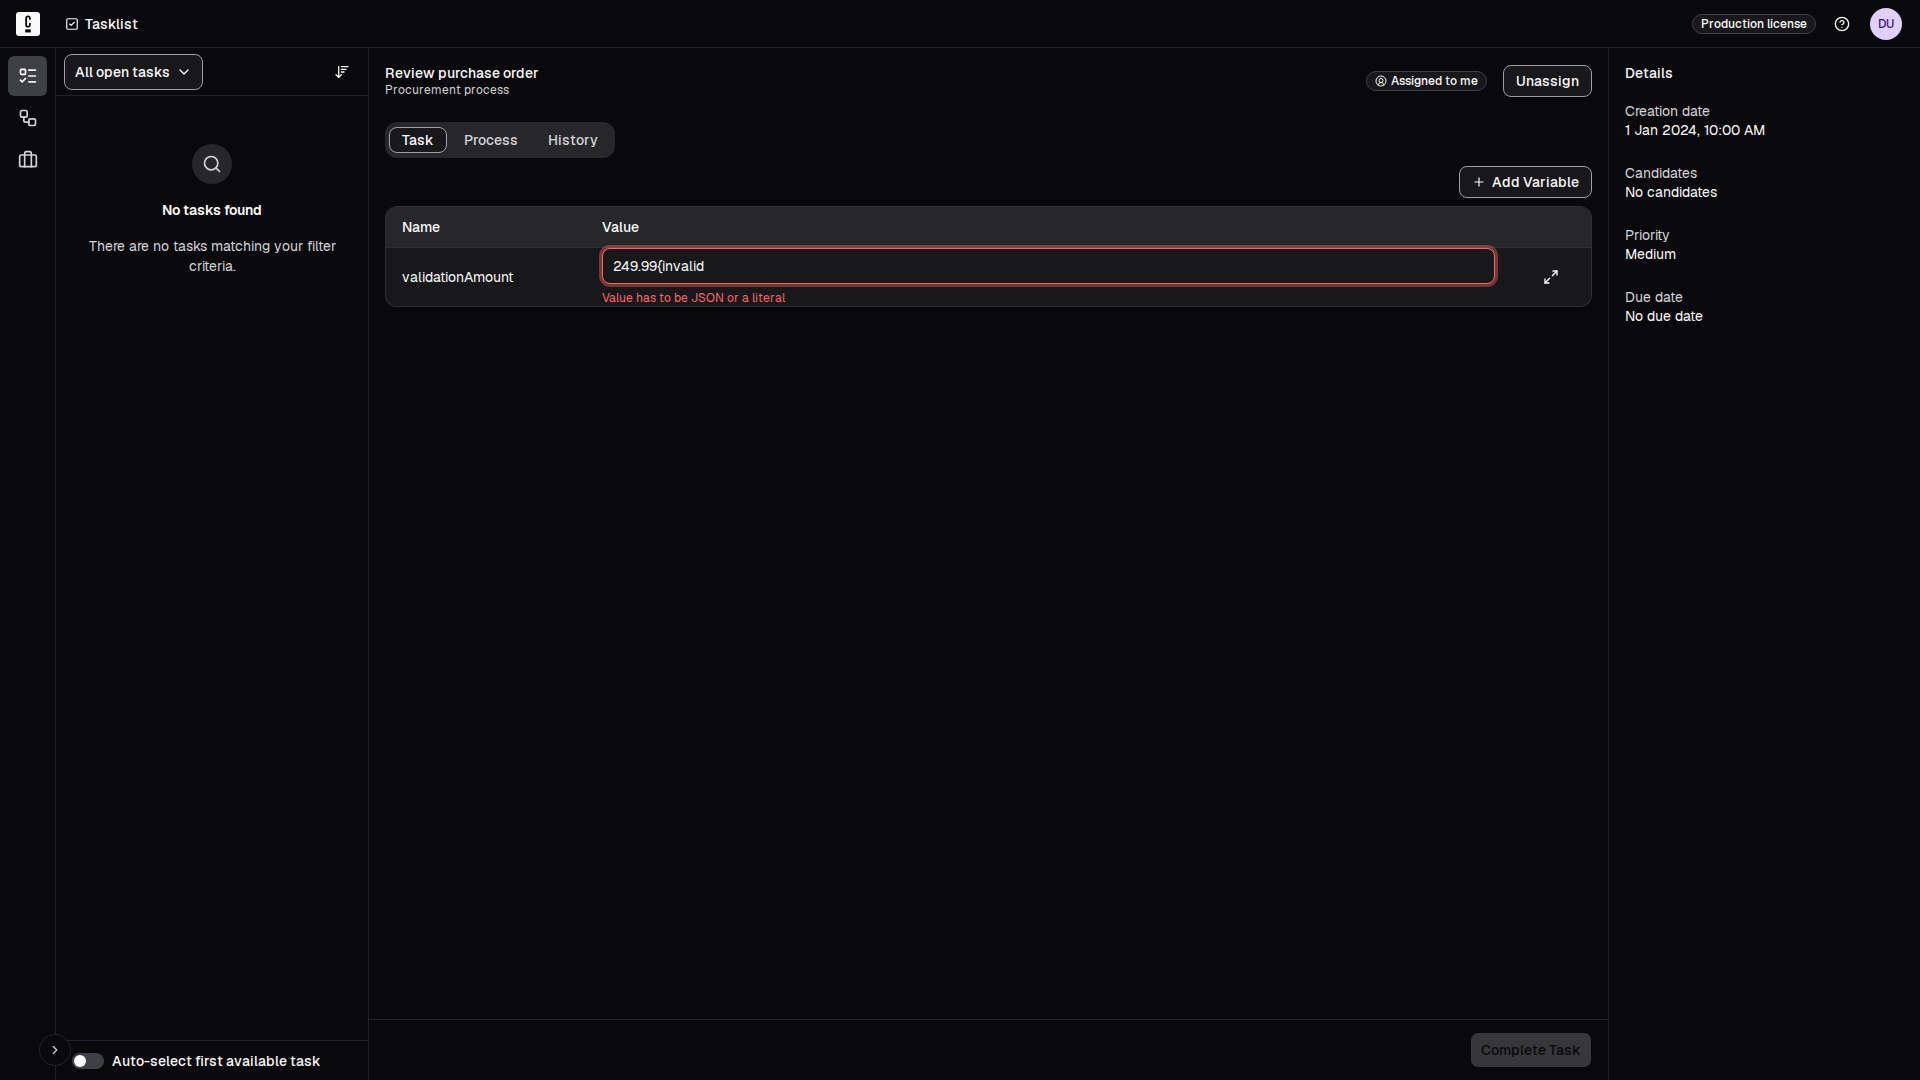 Tasklist
Production license
DU
All open tasks
No tasks found
There are no tasks matching your filter
criteria.
Auto-select first available task
Review purchase order
Procurement process
Assigned to me
Unassign
Task
Process
History
Add Variable
Name
Value
validationAmount
249.99{invalid
Value has to be JSON or a literal
Complete Task
Details
Creation date
1 Jan 2024, 10:00 AM
Candidates
No candidates
Priority
Medium
Due date
No due date